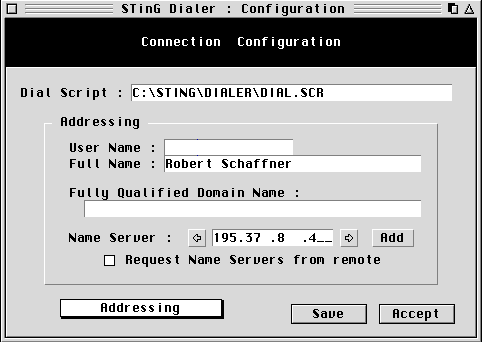 STinG Dialer : Configuration
Connection Configuration
Dial Script : C:\STING\DIALER\DIAL.SCR
Addressing
User Name :
Full Name : Robert Schaffner
Fully Qualified Domain Name :
Name Server : 195.37 .8 .4__ Add
Request Name Servers from remote
Addressing Save Accept